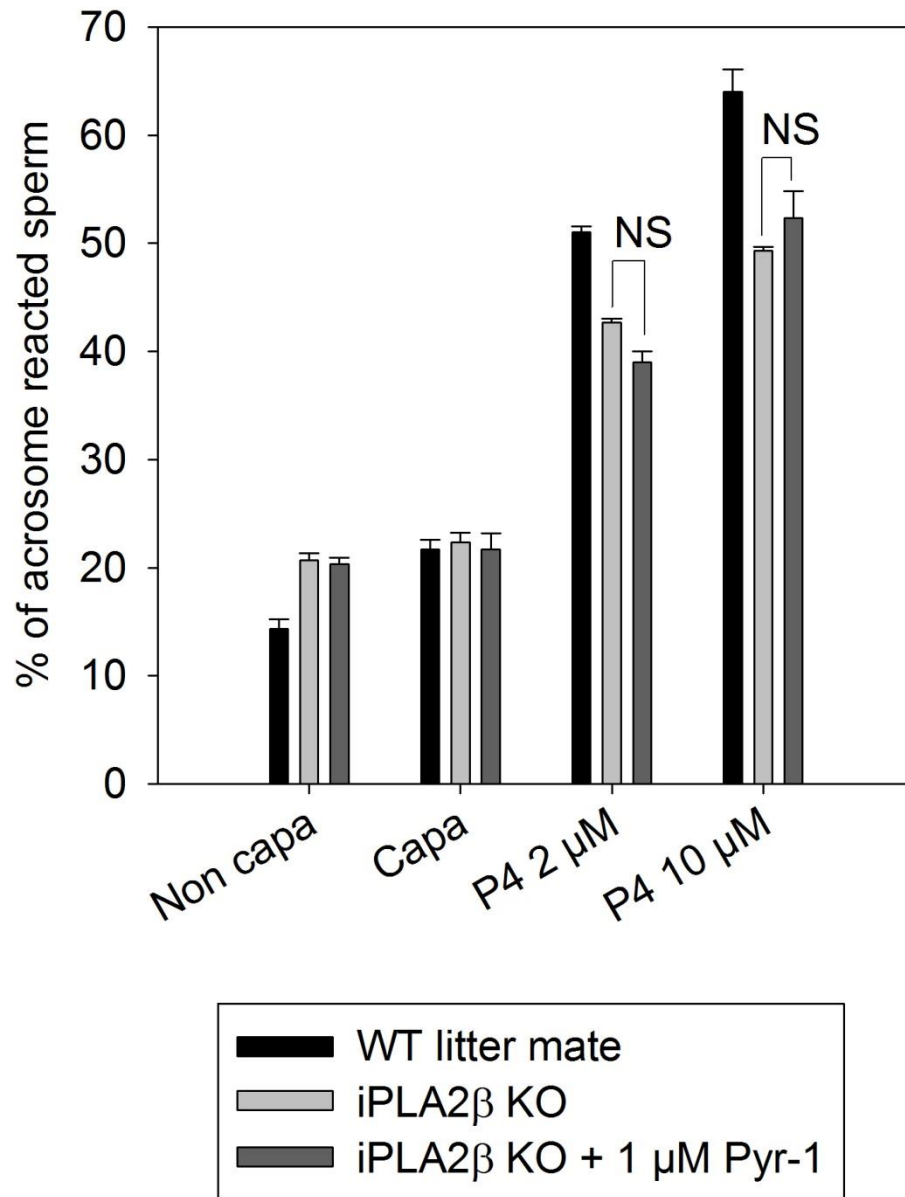 % of acrosome reacted sperm
70
60
50
40
30
20
10
0
NS
NS
Non capa
Capa
P4 2 µM
P4 10 µM
WT litter mate
iPLA2β KO
iPLA2β KO + 1 µM Pyr-1